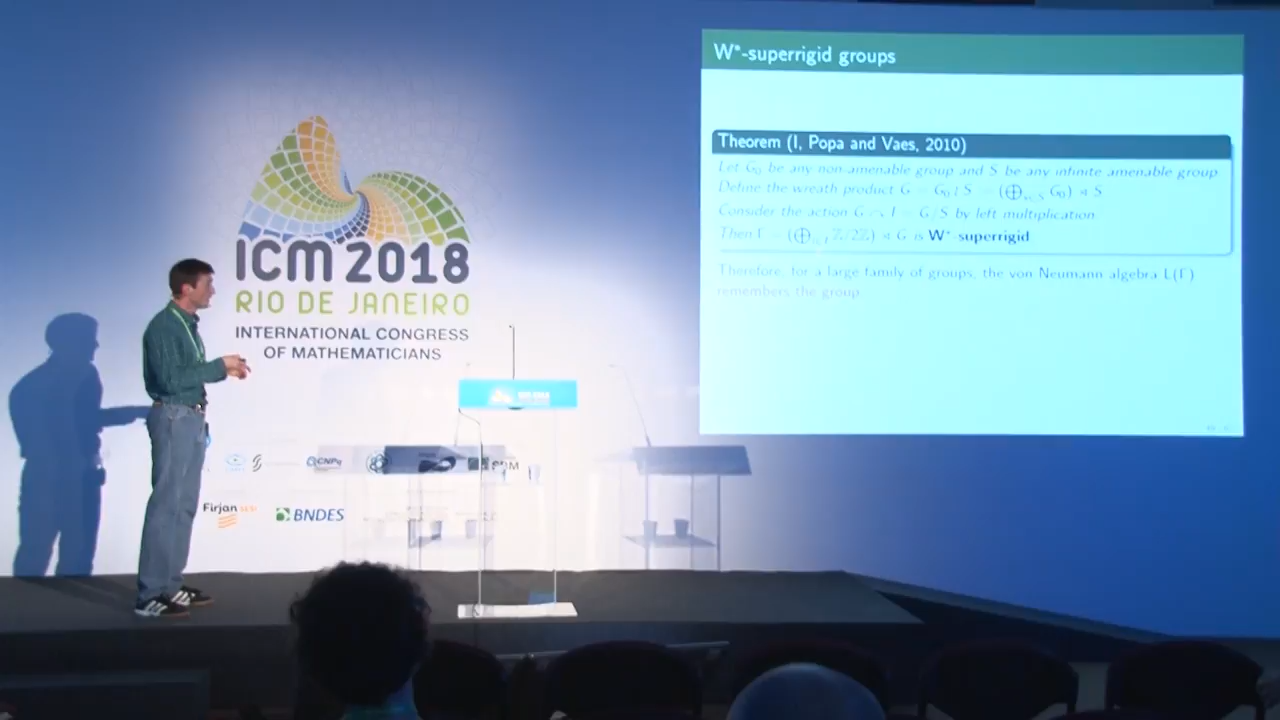 W*-superrigid groups
Theorem (I, Popa and Vaes, 2010)
Let G₀ be any non-amenable group and S be any infinite amenable group.
Define the wreath product G = G₀ ≀ S = (⊕ₛ∈S G₀) ⋊ S
Consider the action G ↷ I = G/S by left multiplication.
Then Γ = (⊕ᵢ∈I ℤ/2ℤ) ⋊ G is W*-superrigid
Therefore, for a large family of groups, the von Neumann algebra L(Γ)
remembers the group
ICM 2018
RIO DE JANEIRO
INTERNATIONAL CONGRESS
OF MATHEMATICIANS
CNPq
Firjan
BNDES